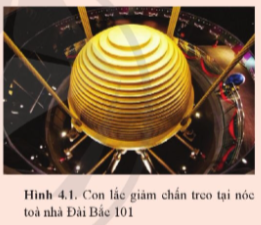 Hình 4.1. Con lắc giảm chấn treo tại nóc
toà nhà Đài Bắc 101